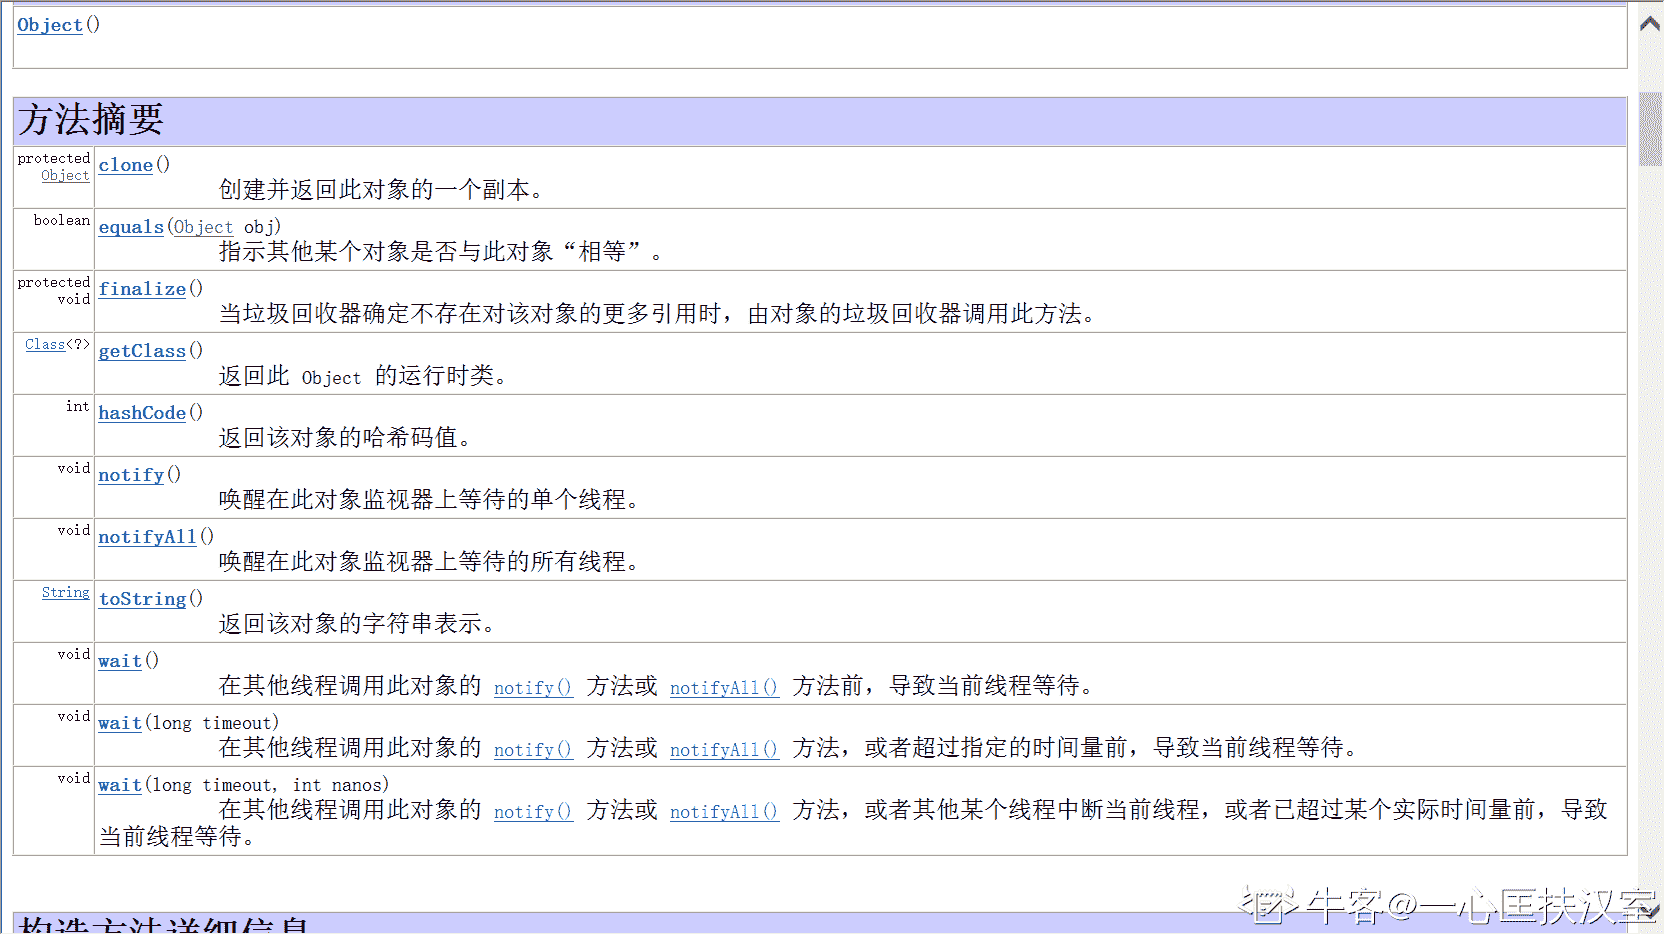 Object()
方法摘要
protected Object
clone()
创建并返回此对象的一个副本。
boolean
equals(Object obj)
指示其他某个对象是否与此对象“相等”。
protected void
finalize()
当垃圾回收器确定不存在对该对象的更多引用时，由对象的垃圾回收器调用此方法。
Class<?>
getClass()
返回此 Object 的运行时类。
int
hashCode()
返回该对象的哈希码值。
void
notify()
唤醒在此对象监视器上等待的单个线程。
void
notifyAll()
唤醒在此对象监视器上等待的所有线程。
String
toString()
返回该对象的字符串表示。
void
wait()
在其他线程调用此对象的 notify() 方法或 notifyAll() 方法前，导致当前线程等待。
void
wait(long timeout)
在其他线程调用此对象的 notify() 方法或 notifyAll() 方法，或者超过指定的时间量前，导致当前线程等待。
void
wait(long timeout, int nanos)
在其他线程调用此对象的 notify() 方法或 notifyAll() 方法，或者其他某个线程中断当前线程，或者已超过某个实际时间量前，导致
当前线程等待。
构造方法详细信息
牛客@一心匡扶汉室